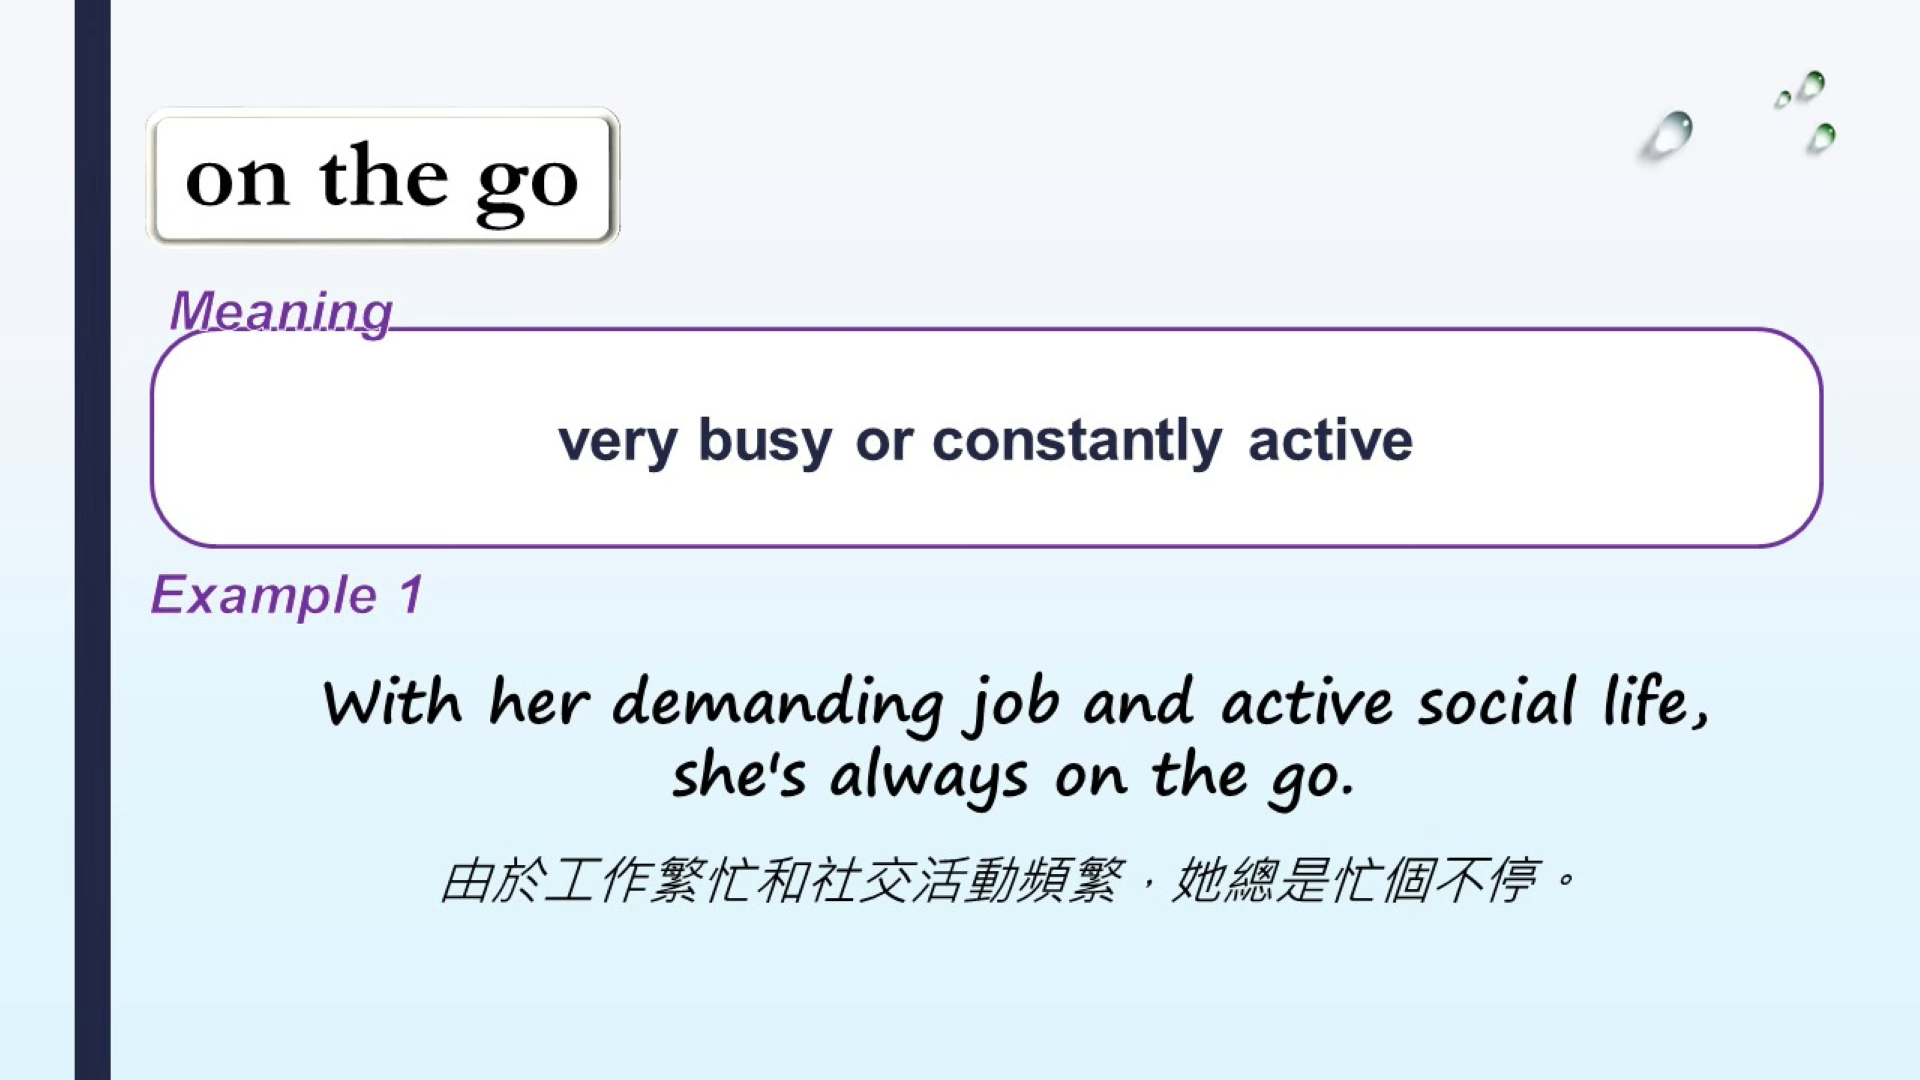 on the go
Meaning
very busy or constantly active
Example 1
With her demanding job and active social life,
she's always on the go.
由於工作繁忙和社交活動頻繁，她總是忙個不停。